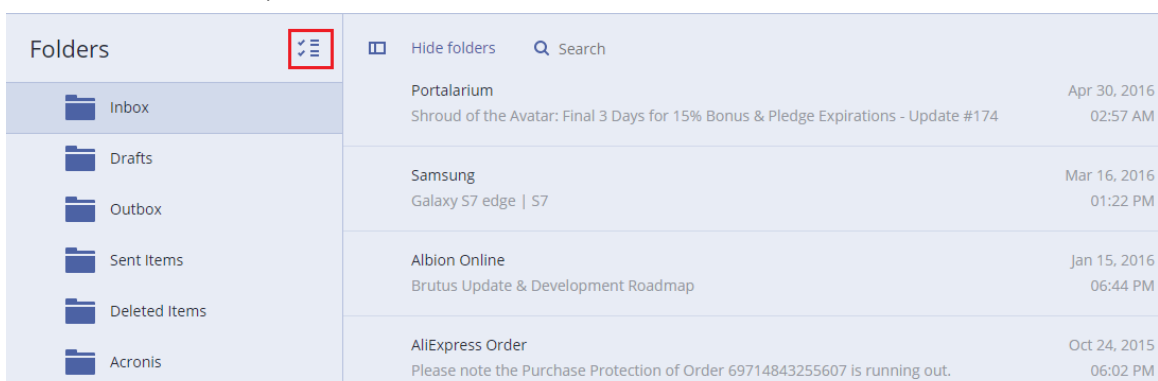 Folders
Inbox
Drafts
Outbox
Sent Items
Deleted Items
Acronis
Hide folders
Search
Portalarium
Apr 30, 2016
Shroud of the Avatar: Final 3 Days for 15% Bonus & Pledge Expirations - Update #174
02:57 AM
Samsung
Mar 16, 2016
Galaxy S7 edge | S7
01:22 PM
Albion Online
Jan 15, 2016
Brutus Update & Development Roadmap
06:44 PM
AliExpress Order
Oct 24, 2015
Please note the Purchase Protection of Order 69714843255607 is running out.
06:02 PM